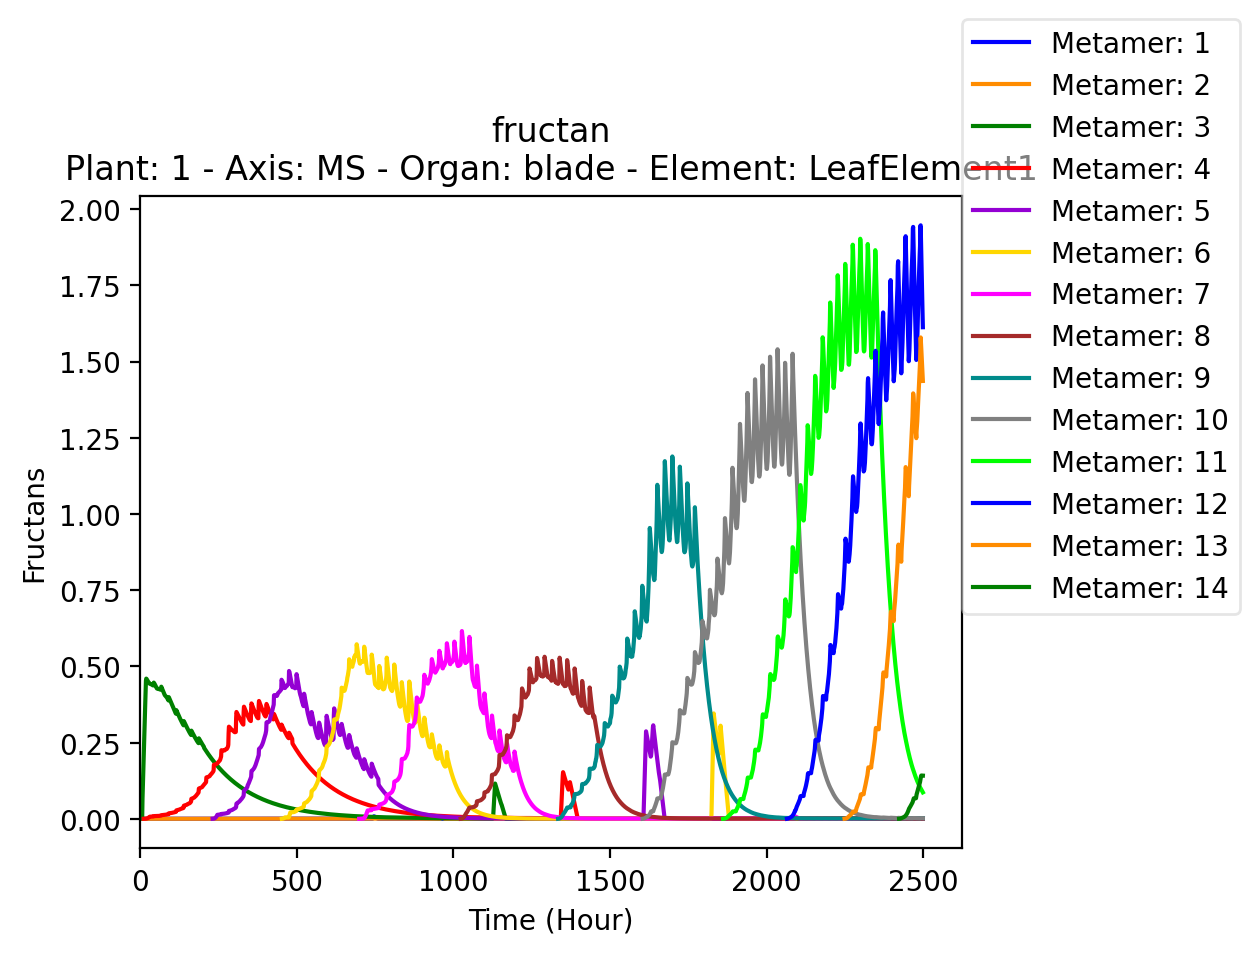 fructan
Plant: 1 - Axis: MS - Organ: blade - Element: LeafElement1
Metamer: 1
Metamer: 2
Metamer: 3
Metamer: 4
Metamer: 5
Metamer: 6
Metamer: 7
Metamer: 8
Metamer: 9
Metamer: 10
Metamer: 11
Metamer: 12
Metamer: 13
Metamer: 14
Fructans
2.00
1.75
1.50
1.25
1.00
0.75
0.50
0.25
0.00
0 500 1000 1500 2000 2500
Time (Hour)